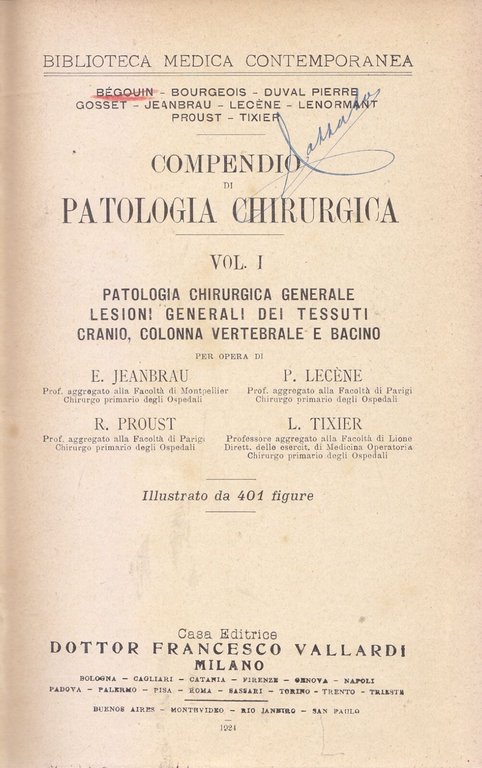 BIBLIOTECA MEDICA CONTEMPORANEA
BÉGOUIN - BOURGEOIS - DUVAL PIERRE
GOSSET - JEANBRAU - LECÈNE - LENORMANT
PROUST - TIXIER
COMPENDIO
DI
PATOLOGIA CHIRURGICA
VOL. I
PATOLOGIA CHIRURGICA GENERALE
LESIONI GENERALI DEI TESSUTI
CRANIO, COLONNA VERTEBRALE E BACINO
PER OPERA DI
E. JEANBRAU
Prof. aggregato alla Facoltà di Montpellier
Chirurgo primario degli Ospedali
P. LECÈNE
Prof. aggregato alla Facoltà di Parigi
Chirurgo primario degli Ospedali
R. PROUST
Prof. aggregato alla Facoltà di Parigi
Chirurgo primario degli Ospedali
L. TIXIER
Professore aggregato alla Facoltà di Lione
Dirett. delle esercit. di Medicina Operatoria
Chirurgo primario degli Ospedali
Illustrato da 401 figure
Casa Editrice
DOTTOR FRANCESCO VALLARDI
MILANO
BOLOGNA - CAGLIARI - CATANIA - FIRENZE - GENOVA - NAPOLI
PADOVA - PALERMO - PISA - ROMA - SASSARI - TORINO - TRENTO - TRIESTE
BUENOS AIRES - MONTEVIDEO - RIO JANEIRO - SAN PAULO